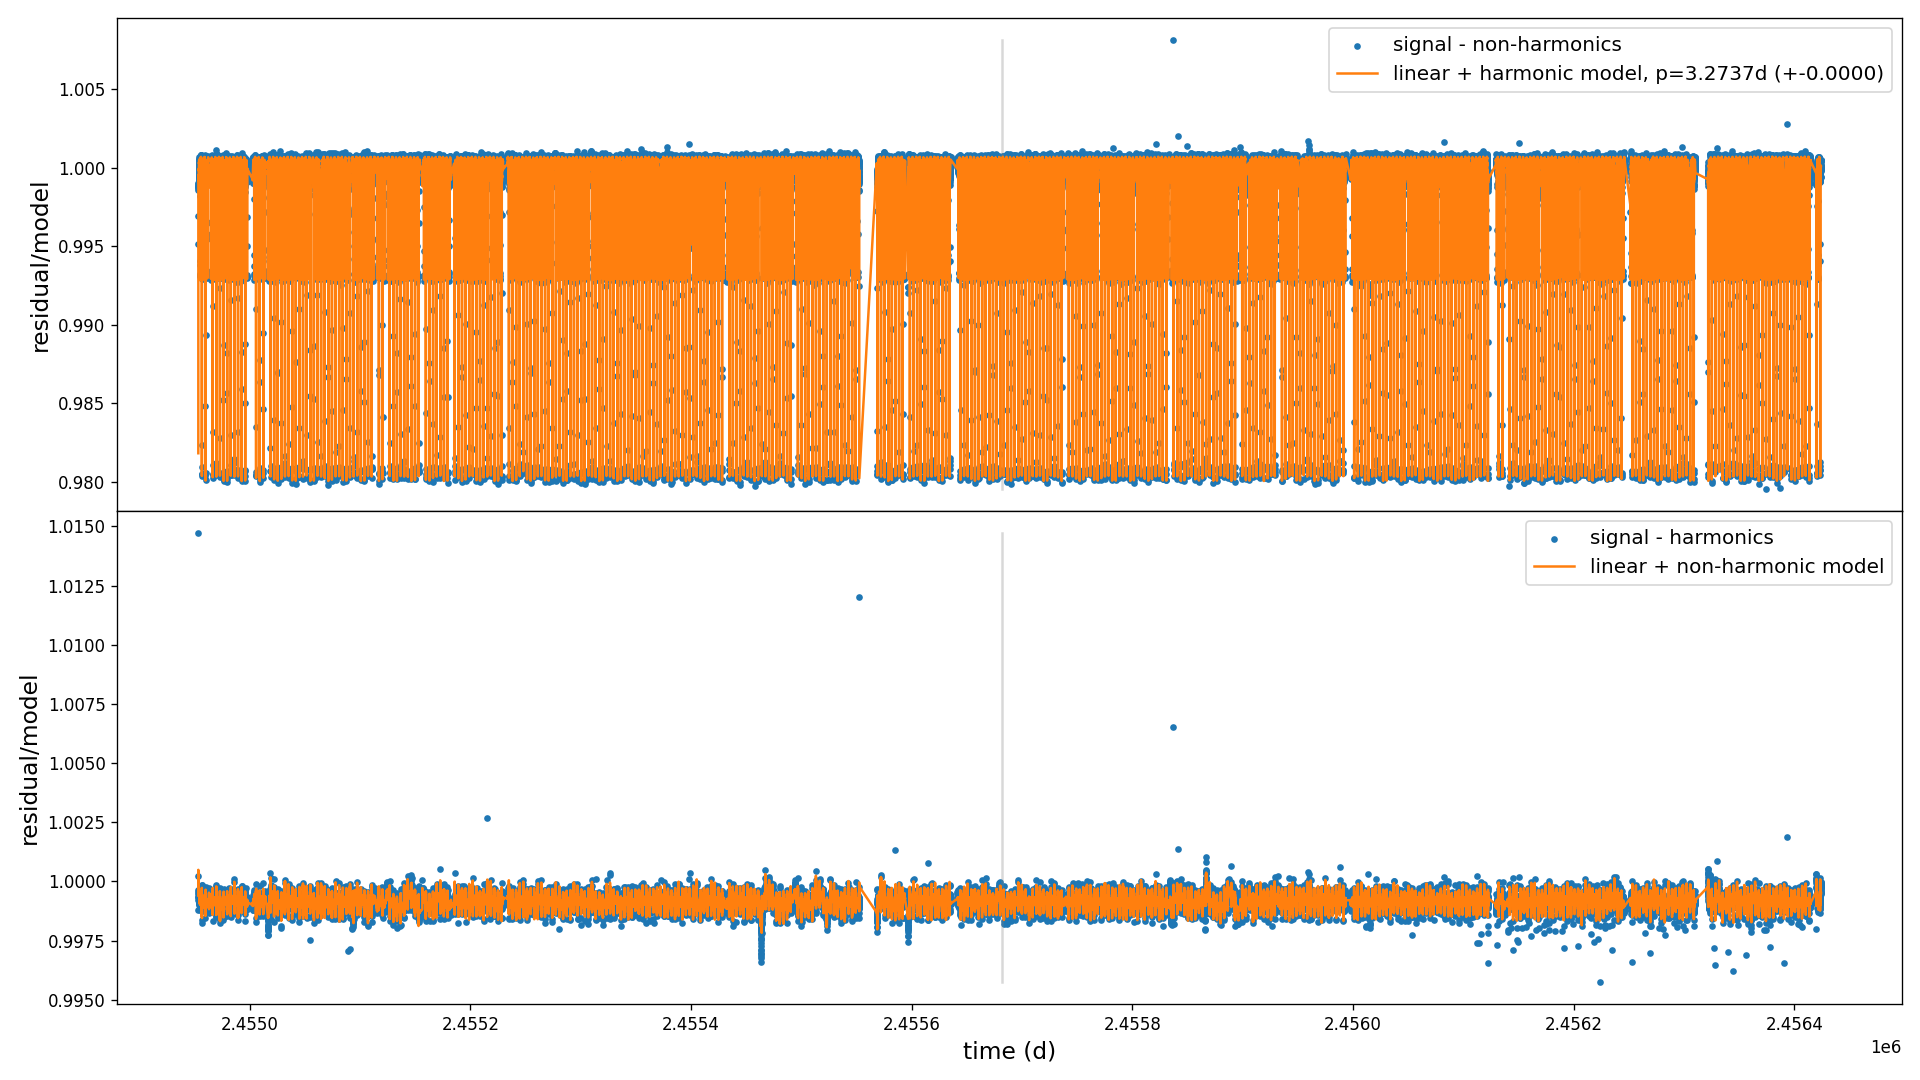 signal - non-harmonics
linear + harmonic model, p=3.2737d (+-0.0000)
1.005
1.000
0.995
0.990
0.985
0.980
residual/model
signal - harmonics
linear + non-harmonic model
1.0150
1.0125
1.0100
1.0075
1.0050
1.0025
1.0000
0.9975
0.9950
residual/model
2.4550
2.4552
2.4554
2.4556
2.4558
2.4560
2.4562
2.4564
1e6
time (d)